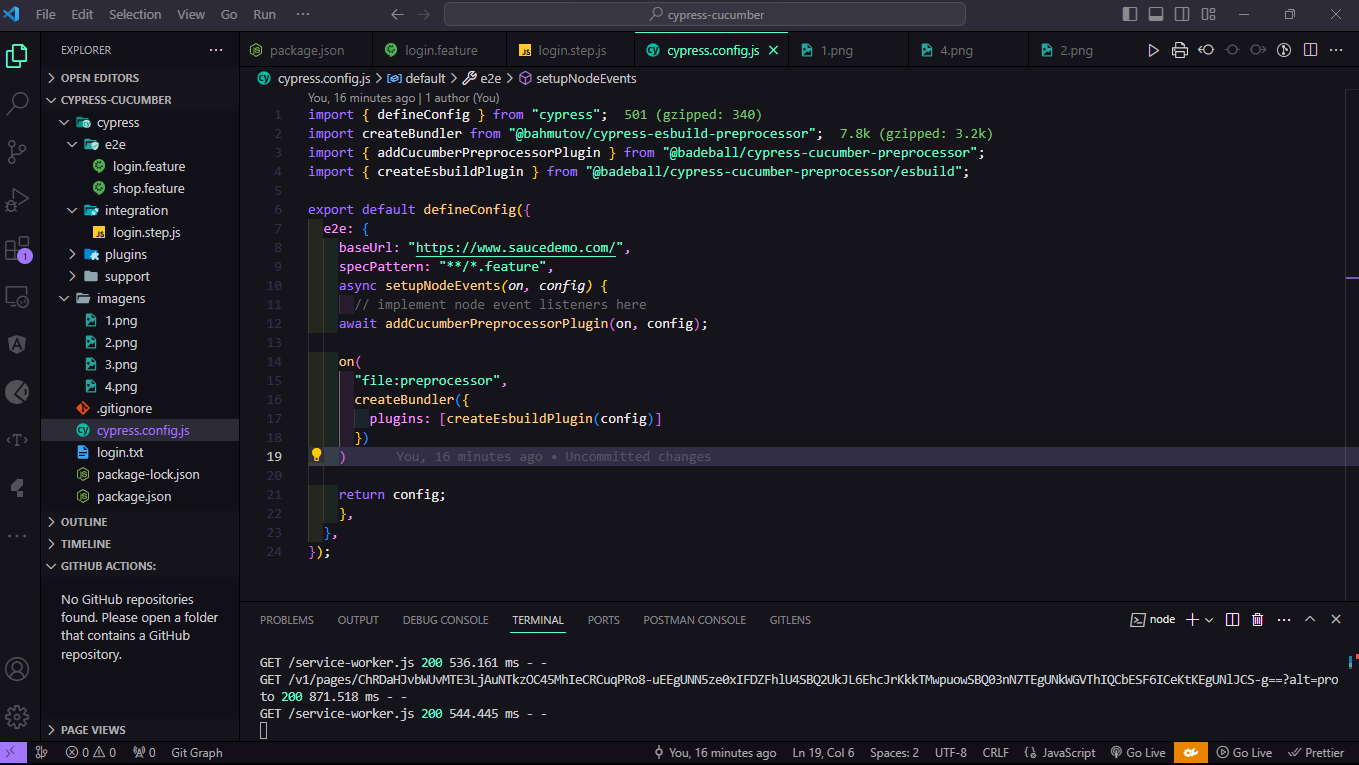 File Edit Selection View Go Run ··· cypress-cucumber
EXPLORER ···
OPEN EDITORS
CYPRESS-CUCUMBER
cypress
e2e
login.feature
shop.feature
integration
login.step.js
plugins
support
imagens
1.png
2.png
3.png
4.png
.gitignore
cypress.config.js
login.txt
package-lock.json
package.json
OUTLINE
TIMELINE
GITHUB ACTIONS:
No GitHub repositories
found. Please open a folder
that contains a GitHub
repository.
PAGE VIEWS
1
package.json login.feature login.step.js cypress.config.js 1.png 4.png 2.png
cypress.config.js > default > e2e > setupNodeEvents
You, 16 minutes ago | 1 author (You)
1 import { defineConfig } from "cypress"; 501 (gzipped: 340)
2 import createBundler from "@bahmutov/cypress-esbuild-preprocessor"; 7.8k (gzipped: 3.2k)
3 import { addCucumberPreprocessorPlugin } from "@badeball/cypress-cucumber-preprocessor";
4 import { createEsbuildPlugin } from "@badeball/cypress-cucumber-preprocessor/esbuild";
5
6 export default defineConfig({
7 e2e: {
8 baseUrl: "https://www.saucedemo.com/",
9 specPattern: "**/*.feature",
10 async setupNodeEvents(on, config) {
11 // implement node event listeners here
12 await addCucumberPreprocessorPlugin(on, config);
13
14 on(
15 "file:preprocessor",
16 createBundler({
17 plugins: [createEsbuildPlugin(config)]
18 })
19 ) You, 16 minutes ago • Uncommitted changes
20
21 return config;
22 },
23 },
24 });
PROBLEMS OUTPUT DEBUG CONSOLE TERMINAL PORTS POSTMAN CONSOLE GITLENS node
GET /service-worker.js 200 536.161 ms - -
GET /v1/pages/ChRDaHJvbWUvMTE3LjAuNTkzOC45MhIeCRCuqPRo8-uEEgUNN5ze0xIFDZFhlU4SBQ2UkJL6EhcJrKkkTMwpuowSBQ03nN7TEgUNkWGVThIQCbESF6ICeKtKEgUNlJCS-g==?alt=pro
to 200 871.518 ms - -
GET /service-worker.js 200 544.445 ms - -
0 0 0 Git Graph You, 16 minutes ago Ln 19, Col 6 Spaces: 2 UTF-8 CRLF {} JavaScript Go Live Go Live Prettier